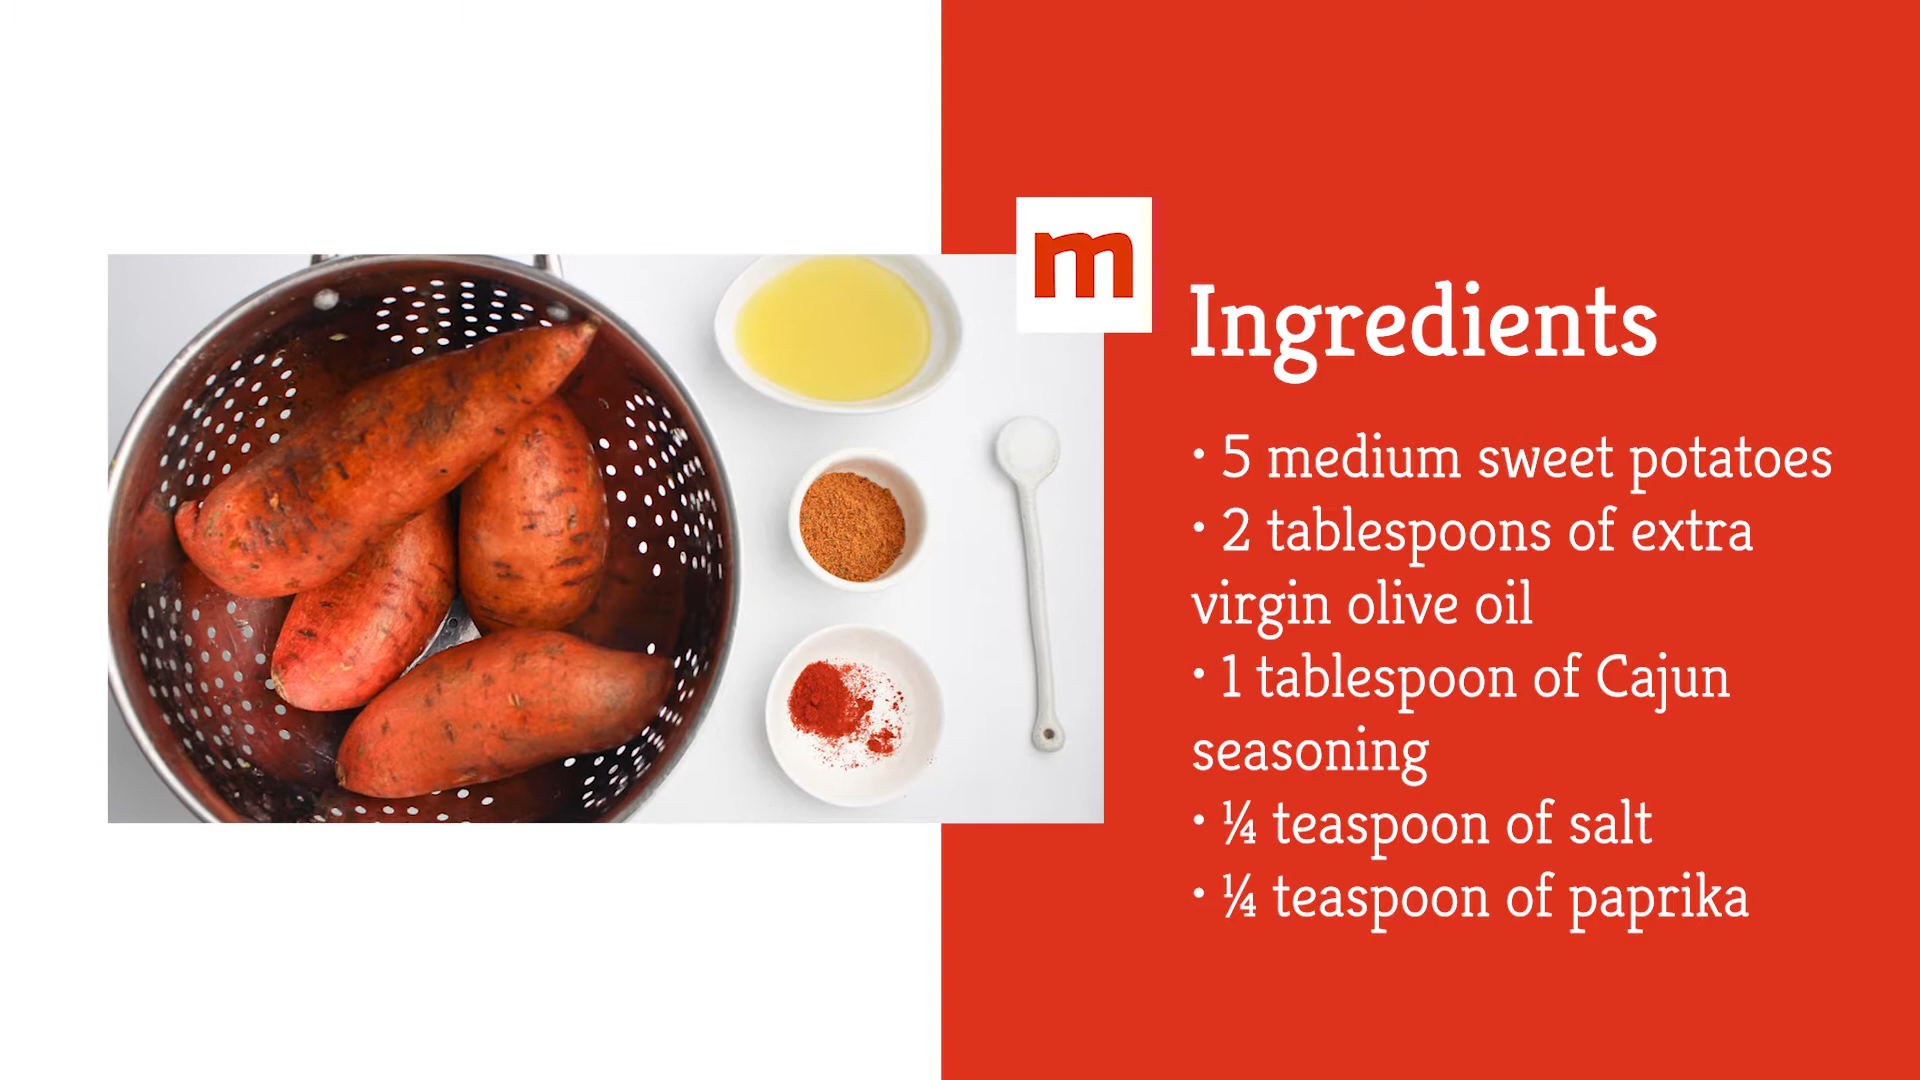 m
Ingredients
• 5 medium sweet potatoes
• 2 tablespoons of extra
virgin olive oil
• 1 tablespoon of Cajun
seasoning
• ¼ teaspoon of salt
• ¼ teaspoon of paprika